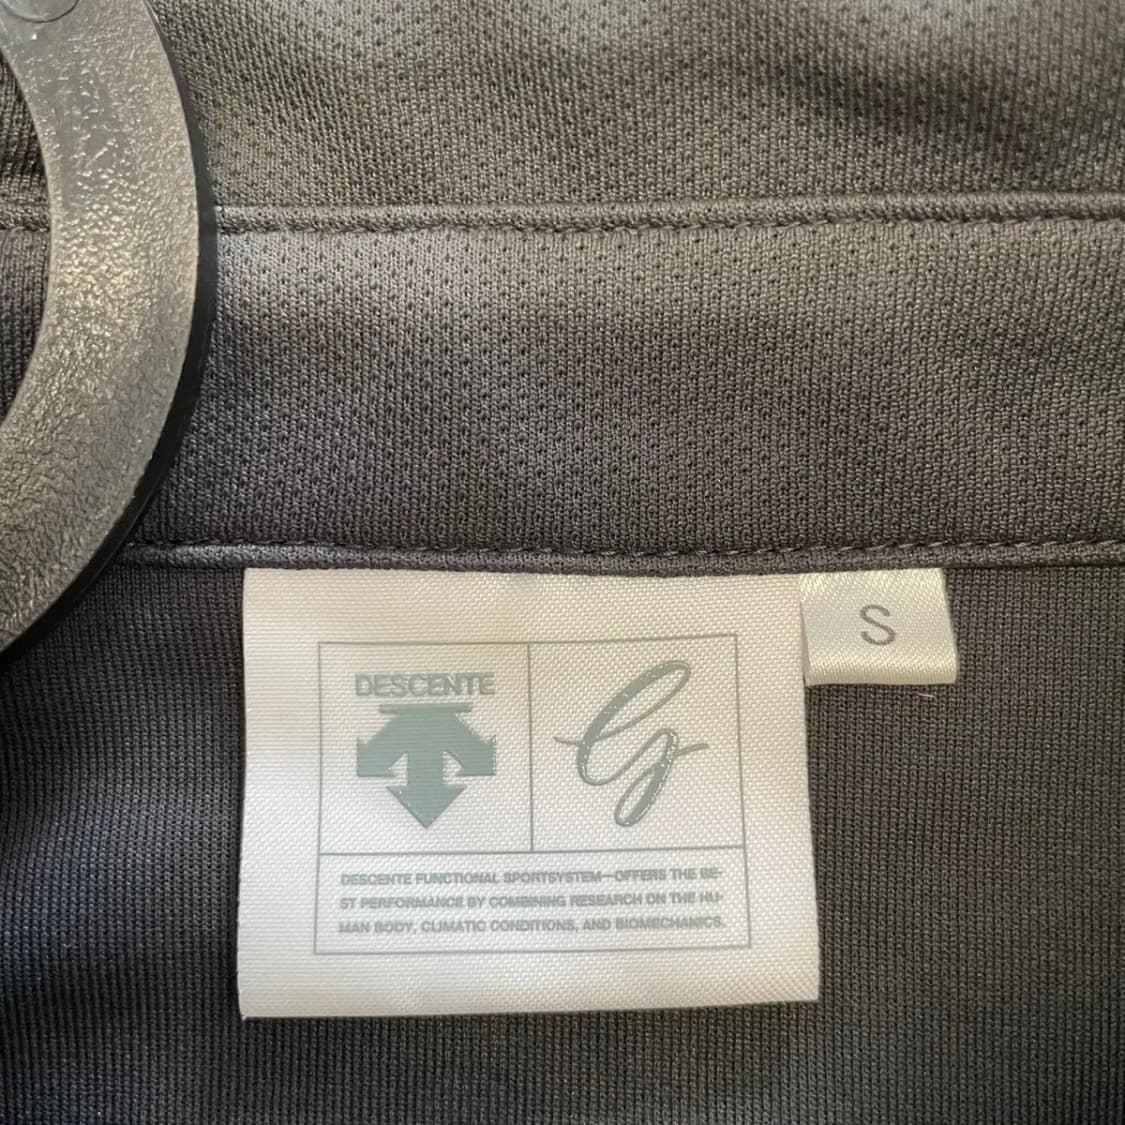 DESCENTE
G
S
DESCENTE FUNCTIONAL SPORTSYSTEM—OFFERS THE BE-
ST PERFORMANCE BY COMBINING RESEARCH ON THE HU-
MAN BODY, CLIMATIC CONDITIONS, AND BIOMECHANICS.